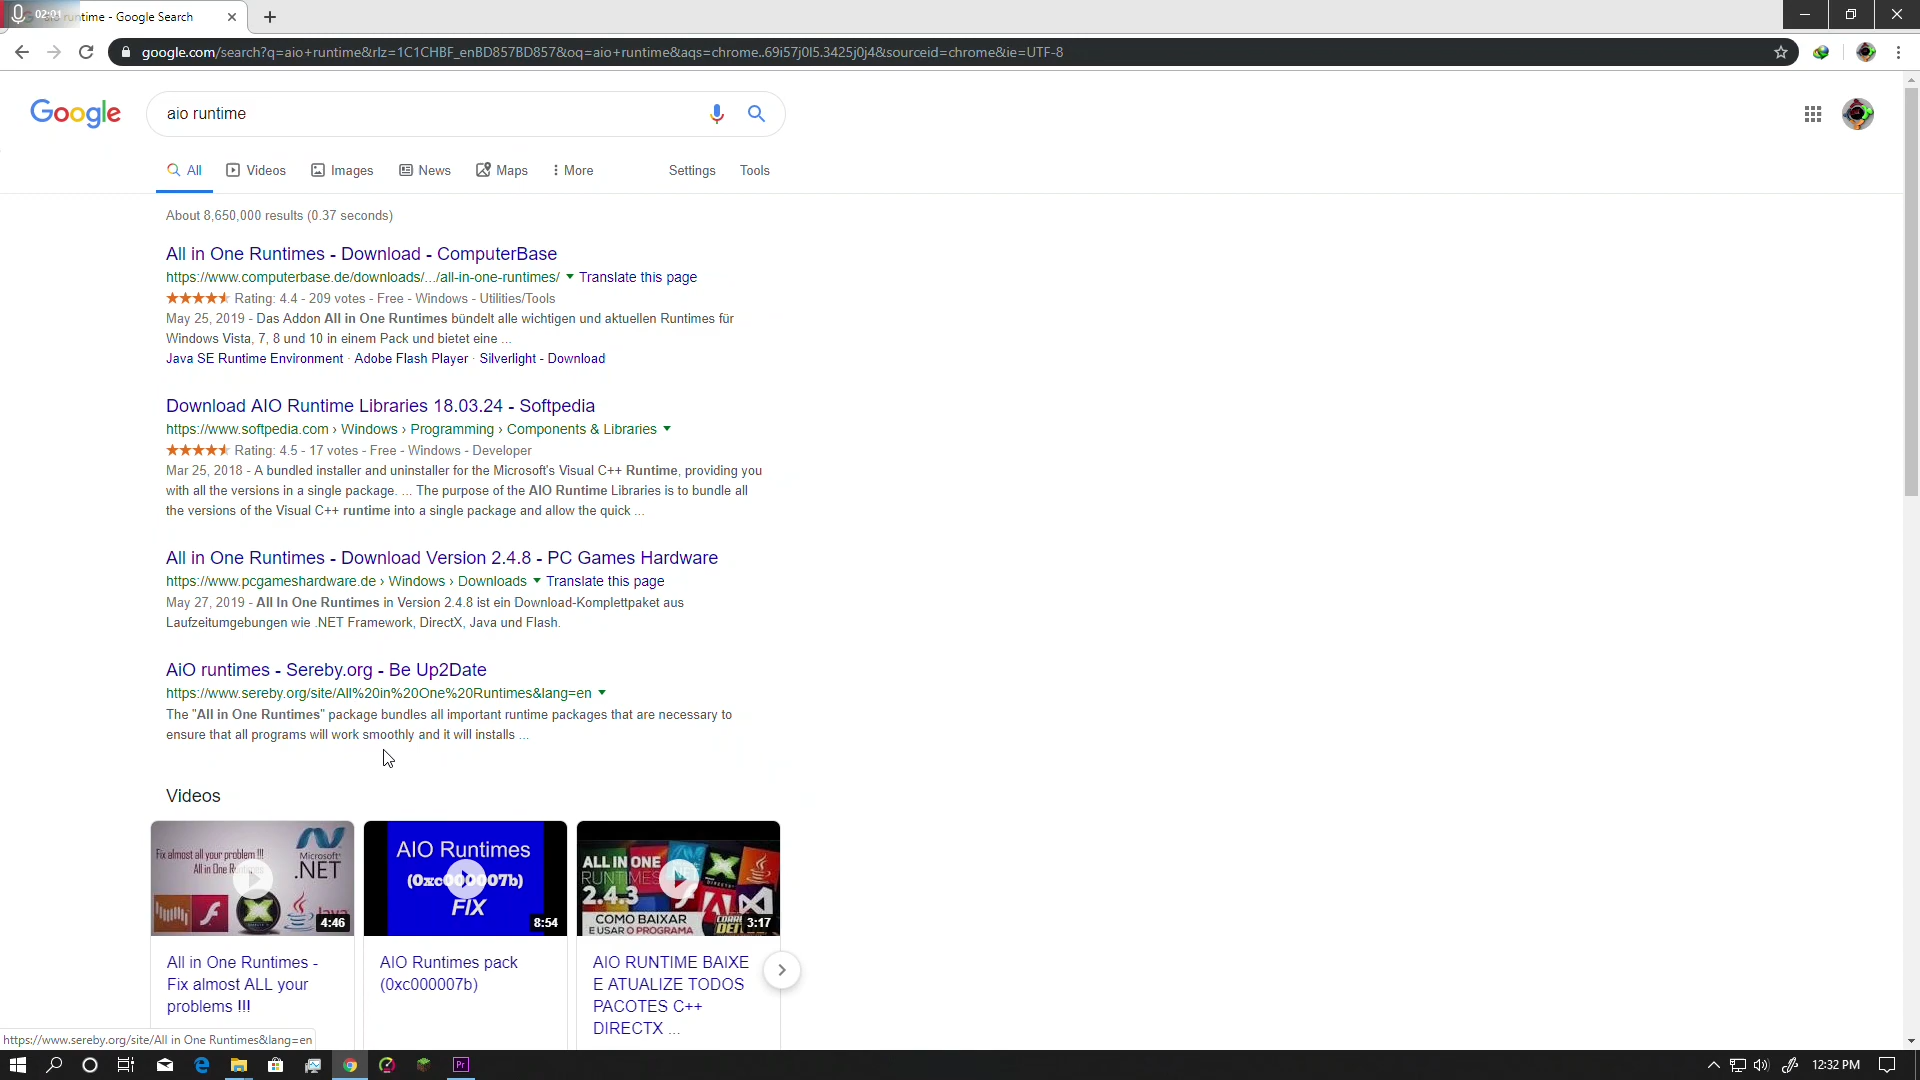 02:01
time - Google Search
google.com/search?q=aio+runtime&rlz=1C1CHBF_enBD857BD857&oq=aio+runtime&aqs=chrome..69i57j0l5.3425j0j4&sourceid=chrome&ie=UTF-8
Google
aio runtime
All
Videos
Images
News
Maps
More
Settings
Tools
About 8,650,000 results (0.37 seconds)
All in One Runtimes - Download - ComputerBase
https://www.computerbase.de/downloads/.../all-in-one-runtimes/ Translate this page
Rating: 4.4 - 209 votes - Free - Windows - Utilities/Tools
May 25, 2019 - Das Addon All in One Runtimes bündelt alle wichtigen und aktuellen Runtimes für
Windows Vista, 7, 8 und 10 in einem Pack und bietet eine ...
Java SE Runtime Environment · Adobe Flash Player · Silverlight - Download
Download AIO Runtime Libraries 18.03.24 - Softpedia
https://www.softpedia.com › Windows › Programming › Components & Libraries
Rating: 4.5 - 17 votes - Free - Windows - Developer
Mar 25, 2018 - A bundled installer and uninstaller for the Microsoft's Visual C++ Runtime, providing you
with all the versions in a single package. ... The purpose of the AIO Runtime Libraries is to bundle all
the versions of the Visual C++ runtime into a single package and allow the quick ...
All in One Runtimes - Download Version 2.4.8 - PC Games Hardware
https://www.pcgameshardware.de › Windows › Downloads Translate this page
May 27, 2019 - All In One Runtimes in Version 2.4.8 ist ein Download-Komplettpaket aus
Laufzeitumgebungen wie .NET Framework, DirectX, Java und Flash.
AiO runtimes - Sereby.org - Be Up2Date
https://www.sereby.org/site/All%20in%20One%20Runtimes&lang=en
The "All in One Runtimes" package bundles all important runtime packages that are necessary to
ensure that all programs will work smoothly and it will installs ...
Videos
Fix almost all your problem !!!
All in One
Microsoft
.NET
Java
4:46
AIO Runtimes
(0xc000007b)
FIX
8:54
ALL IN ONE
RUNTIMES
2.4.3
COMO BAIXAR
E USAR O PROGRAMA
3:17
All in One Runtimes -
Fix almost ALL your
problems !!!
AIO Runtimes pack
(0xc000007b)
AIO RUNTIME BAIXE
E ATUALIZE TODOS
PACOTES C++
DIRECTX ...
https://www.sereby.org/site/All in One Runtimes&lang=en
Pr
12:32 PM